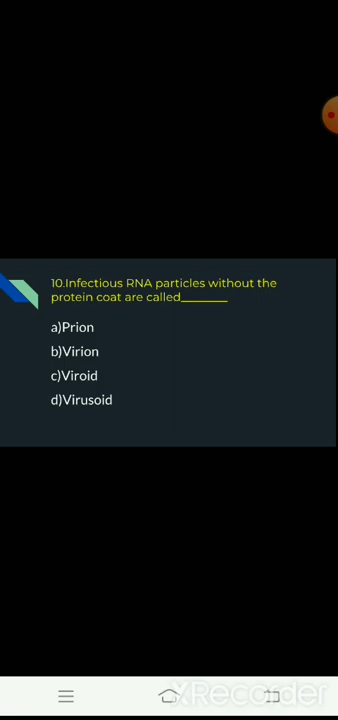 10.Infectious RNA particles without the
protein coat are called________
a)Prion
b)Virion
c)Viroid
d)Virusoid
XRecorder